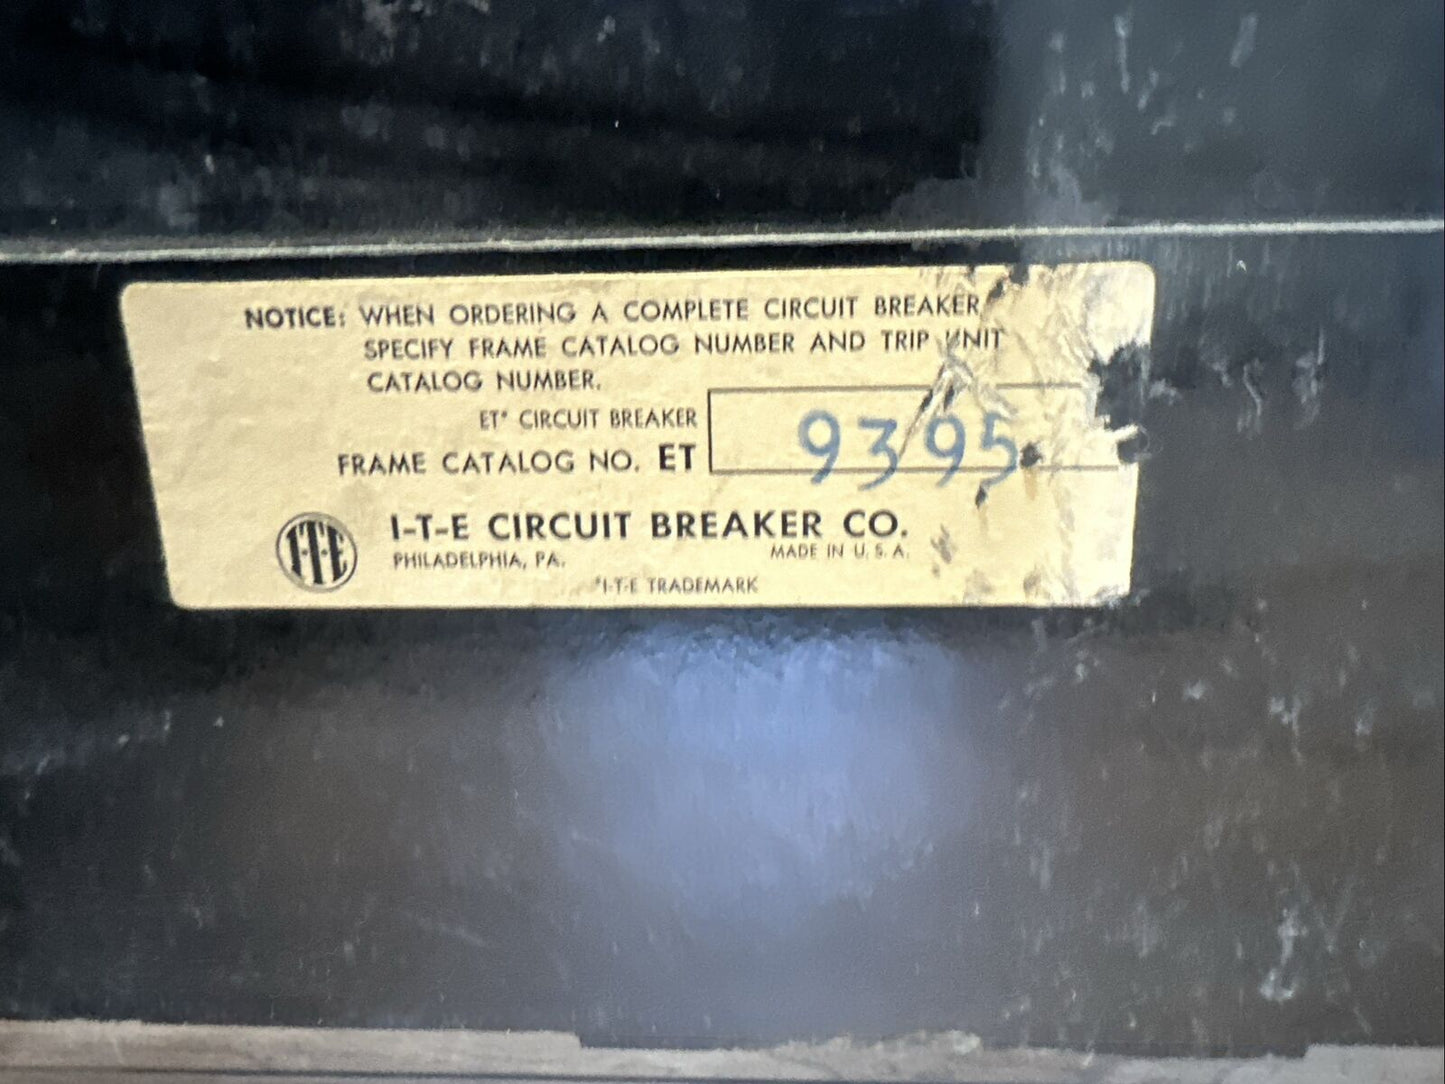 NOTICE: WHEN ORDERING A COMPLETE CIRCUIT BREAKER
SPECIFY FRAME CATALOG NUMBER AND TRIP UNIT
CATALOG NUMBER.
ET* CIRCUIT BREAKER
FRAME CATALOG NO. ET 9395
I-T-E CIRCUIT BREAKER CO.
PHILADELPHIA, PA. MADE IN U.S.A.
*I-T-E TRADEMARK
I-T-E